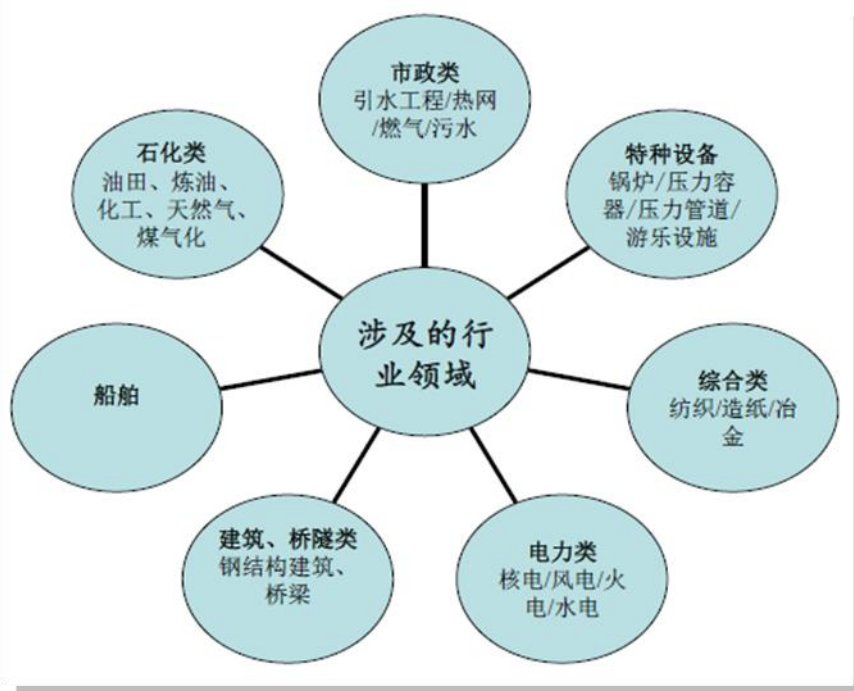 市政类
引水工程/热网
/燃气/污水
特种设备
锅炉/压力容
器/压力管道/
游乐设施
综合类
纺织/造纸/冶
金
电力类
核电/风电/火
电/水电
建筑、桥隧类
钢结构建筑、
桥梁
船舶
石化类
油田、炼油、
化工、天然气、
煤气化
涉及的行
业领域